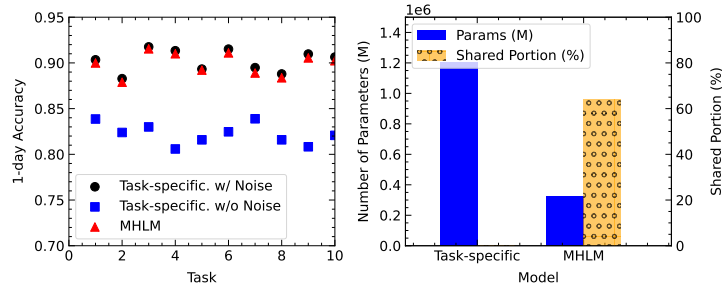 0.95
0.90
0.85
0.80
0.75
0.70
1-day Accuracy
Task-specific. w/ Noise
Task-specific. w/o Noise
MHLM
0 2 4 6 8 10
Task
1e6
1.4
1.2
1.0
0.8
0.6
0.4
0.2
0.0
Number of Parameters (M)
Params (M)
Shared Portion (%)
100
80
60
40
20
0
Shared Portion (%)
Task-specific MHLM
Model